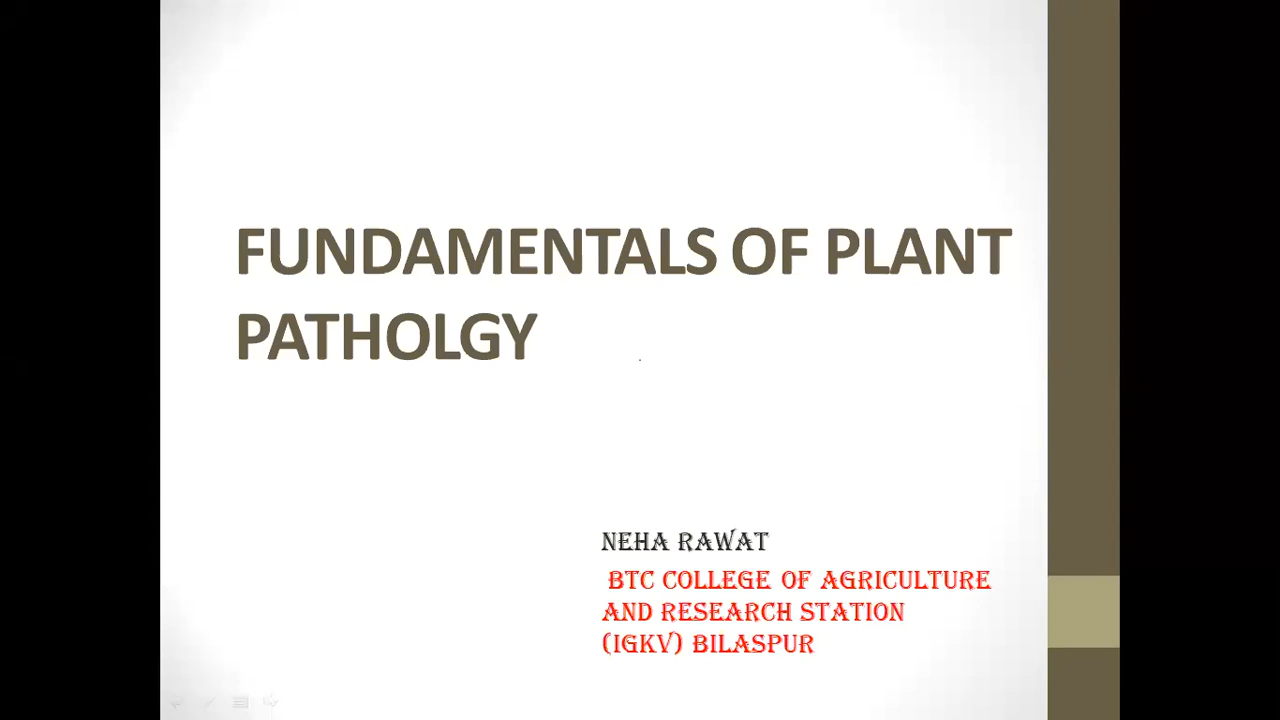 FUNDAMENTALS OF PLANT
PATHOLGY
NEHA RAWAT
BTC COLLEGE OF AGRICULTURE
AND RESEARCH STATION
(IGKV) BILASPUR